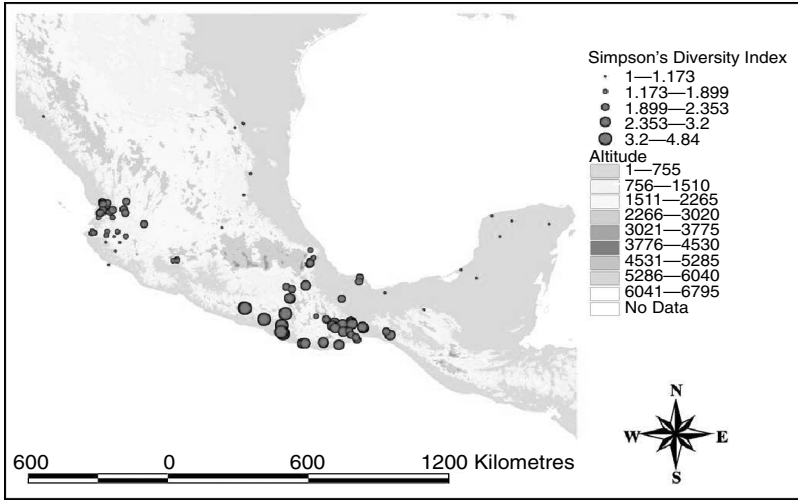 Simpson's Diversity Index
1—1.173
1.173—1.899
1.899—2.353
2.353—3.2
3.2—4.84
Altitude
1—755
756—1510
1511—2265
2266—3020
3021—3775
3776—4530
4531—5285
5286—6040
6041—6795
No Data
N
W E
S
600 0 600 1200 Kilometres